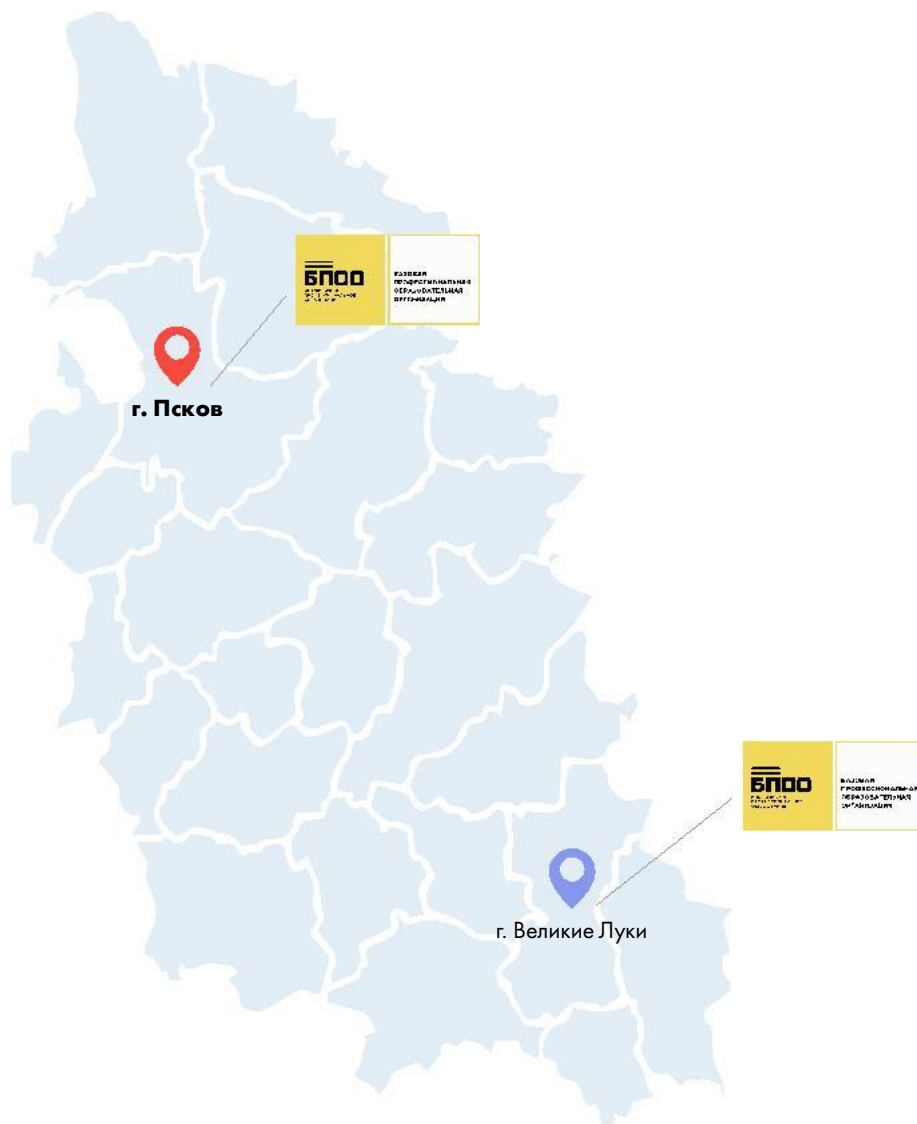 БПОО
БАЗОВАЯ
ПРОФЕССИОНАЛЬНАЯ
ОБРАЗОВАТЕЛЬНАЯ
ОРГАНИЗАЦИЯ
г. Псков
БПОО
БАЗОВАЯ
ПРОФЕССИОНАЛЬНАЯ
ОБРАЗОВАТЕЛЬНАЯ
ОРГАНИЗАЦИЯ
г. Великие Луки